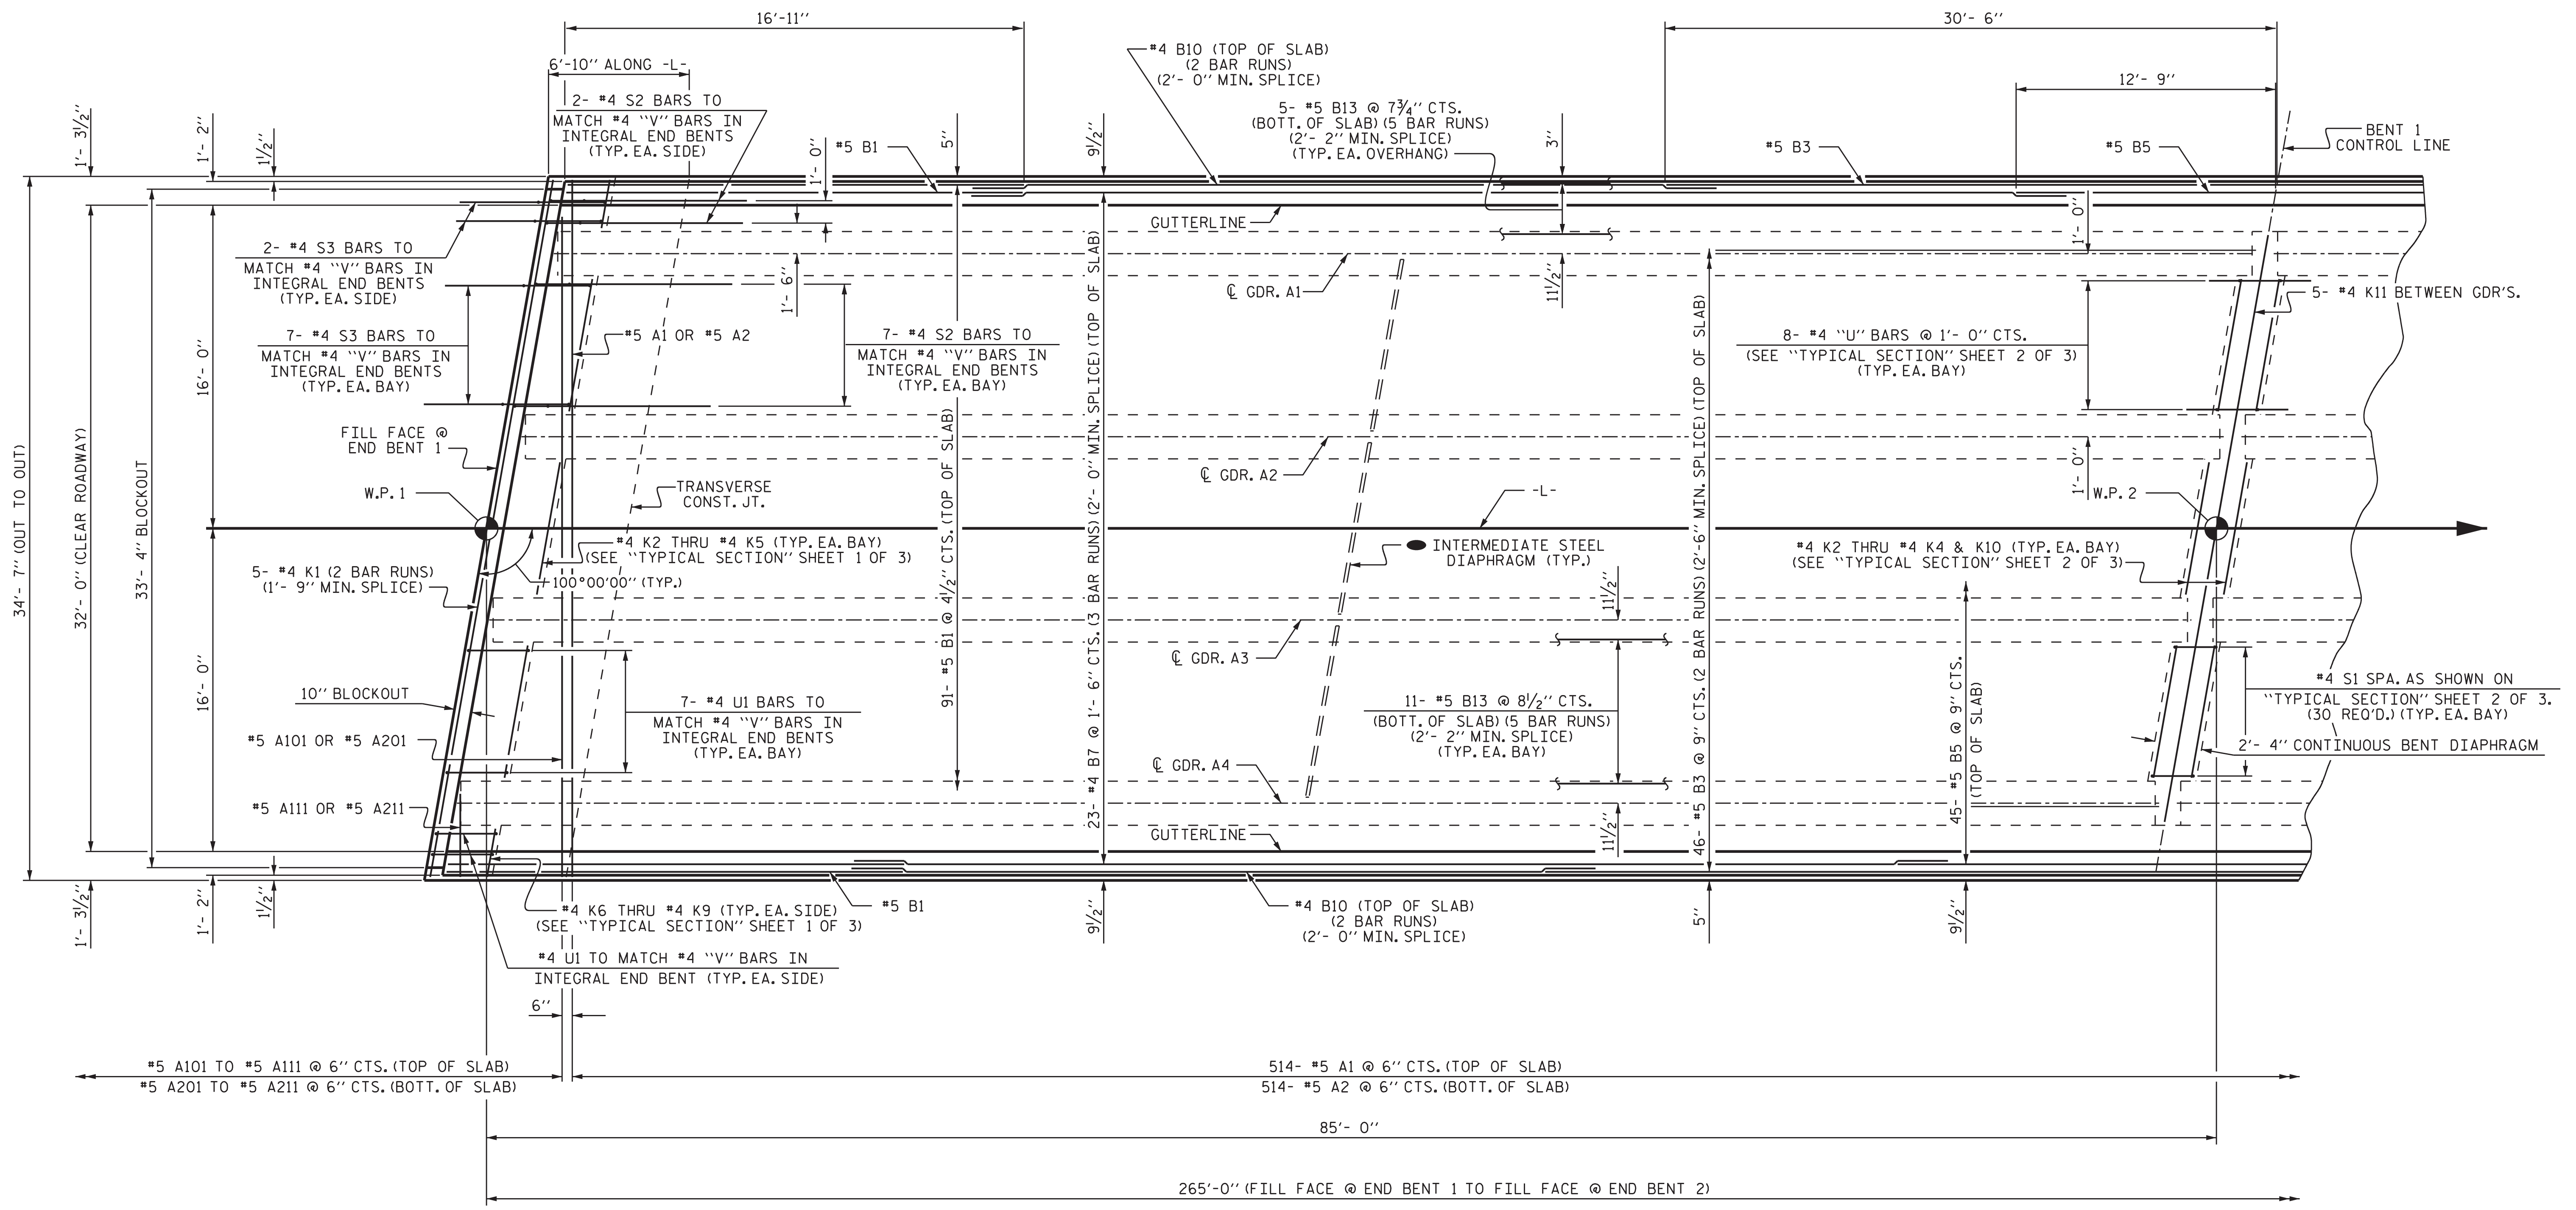 16'-11''
30'- 6''
6'-10'' ALONG -L-
12'- 9''
#4 B10 (TOP OF SLAB)
(2 BAR RUNS)
(2'- 0'' MIN. SPLICE)
2- #4 S2 BARS TO
MATCH #4 ``V'' BARS IN
INTEGRAL END BENTS
(TYP. EA. SIDE)
5- #5 B13 @ 7¾'' CTS.
(BOTT. OF SLAB) (5 BAR RUNS)
(2'- 2'' MIN. SPLICE)
(TYP. EA. OVERHANG)
1'- 3½''
1'- 2''
1½''
1'- 0''
#5 B1
5''
9½''
3''
#5 B3
#5 B5
BENT 1
CONTROL LINE
GUTTERLINE
2- #4 S3 BARS TO
MATCH #4 ``V'' BARS IN
INTEGRAL END BENTS
(TYP. EA. SIDE)
1'- 6''
℄ GDR. A1
11½''
1'- 0''
5- #4 K11 BETWEEN GDR'S.
7- #4 S3 BARS TO
MATCH #4 ``V'' BARS IN
INTEGRAL END BENTS
(TYP. EA. BAY)
#5 A1 OR #5 A2
7- #4 S2 BARS TO
MATCH #4 ``V'' BARS IN
INTEGRAL END BENTS
(TYP. EA. BAY)
8- #4 ``U'' BARS @ 1'- 0'' CTS.
(SEE ``TYPICAL SECTION'' SHEET 2 OF 3)
(TYP. EA. BAY)
34'- 7'' (OUT TO OUT)
32'- 0'' (CLEAR ROADWAY)
33'- 4'' BLOCKOUT
16'- 0''
16'- 0''
FILL FACE @
END BENT 1
W.P. 1
TRANSVERSE
CONST. JT.
℄ GDR. A2
-L-
1'- 0''
W.P. 2
91- #5 B1 @ 4½'' CTS. (TOP OF SLAB)
23- #4 B7 @ 1'- 6'' CTS. (3 BAR RUNS) (2'- 0'' MIN. SPLICE) (TOP OF SLAB)
46- #5 B3 @ 9'' CTS. (2 BAR RUNS) (2'-6'' MIN. SPLICE) (TOP OF SLAB)
45- #5 B5 @ 9' CTS.
(TOP OF SLAB)
#4 K2 THRU #4 K5 (TYP. EA. BAY)
(SEE ``TYPICAL SECTION'' SHEET 1 OF 3)
INTERMEDIATE STEEL
DIAPHRAGM (TYP.)
#4 K2 THRU #4 K4 & K10 (TYP. EA. BAY)
(SEE ``TYPICAL SECTION'' SHEET 2 OF 3)
5- #4 K1 (2 BAR RUNS)
(1'- 9'' MIN. SPLICE)
100°00'00'' (TYP.)
11½''
℄ GDR. A3
10'' BLOCKOUT
7- #4 U1 BARS TO
MATCH #4 ``V'' BARS IN
INTEGRAL END BENTS
(TYP. EA. BAY)
11- #5 B13 @ 8½'' CTS.
(BOTT. OF SLAB) (5 BAR RUNS)
(2'- 2'' MIN. SPLICE)
(TYP. EA. BAY)
#4 S1 SPA. AS SHOWN ON
``TYPICAL SECTION'' SHEET 2 OF 3.
(30 REQ'D.) (TYP. EA. BAY)
2'- 4'' CONTINUOUS BENT DIAPHRAGM
#5 A101 OR #5 A201
℄ GDR. A4
#5 A111 OR #5 A211
GUTTERLINE
11½''
1'- 3½''
1'- 2''
1½''
#4 K6 THRU #4 K9 (TYP. EA. SIDE)
(SEE ``TYPICAL SECTION'' SHEET 1 OF 3)
#5 B1
9½''
#4 B10 (TOP OF SLAB)
(2 BAR RUNS)
(2'- 0'' MIN. SPLICE)
5''
9½''
#4 U1 TO MATCH #4 ``V'' BARS IN
INTEGRAL END BENT (TYP. EA. SIDE)
6''
#5 A101 TO #5 A111 @ 6'' CTS. (TOP OF SLAB)
#5 A201 TO #5 A211 @ 6'' CTS. (BOTT. OF SLAB)
514- #5 A1 @ 6'' CTS. (TOP OF SLAB)
514- #5 A2 @ 6'' CTS. (BOTT. OF SLAB)
85'- 0''
265'-0'' (FILL FACE @ END BENT 1 TO FILL FACE @ END BENT 2)